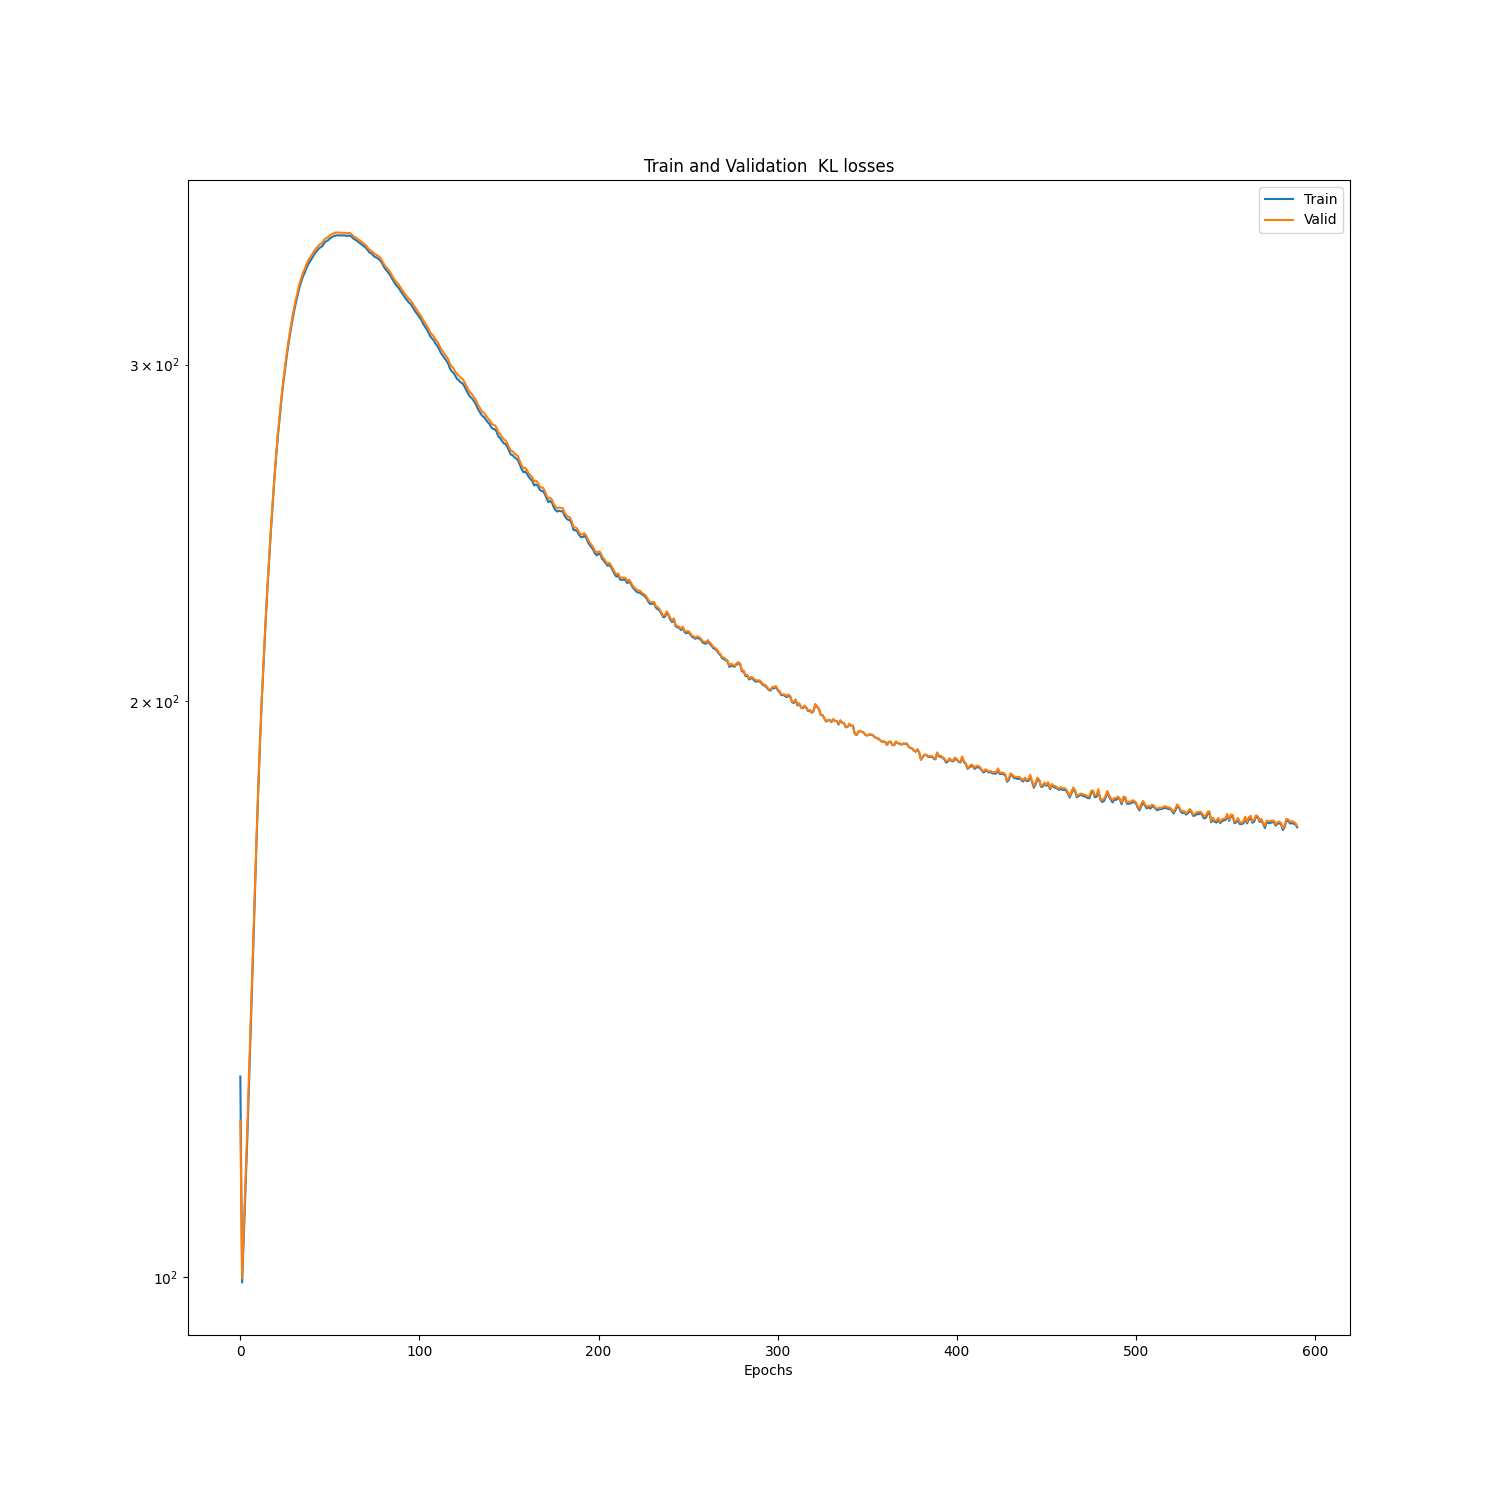 Train and Validation  KL losses
Train
Valid
3 × 10²
2 × 10²
10²
0 100 200 300 400 500 600
Epochs